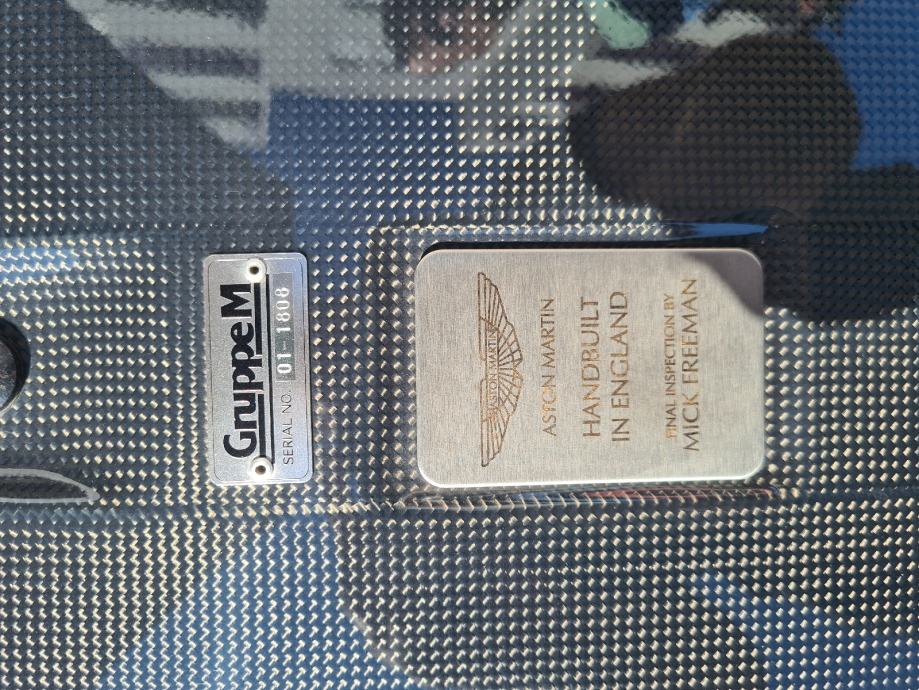 GruppeM
SERIAL NO. 01-1808
ASTON MARTIN
ASTON MARTIN
HANDBUILT
IN ENGLAND
FINAL INSPECTION BY
MICK FREEMAN